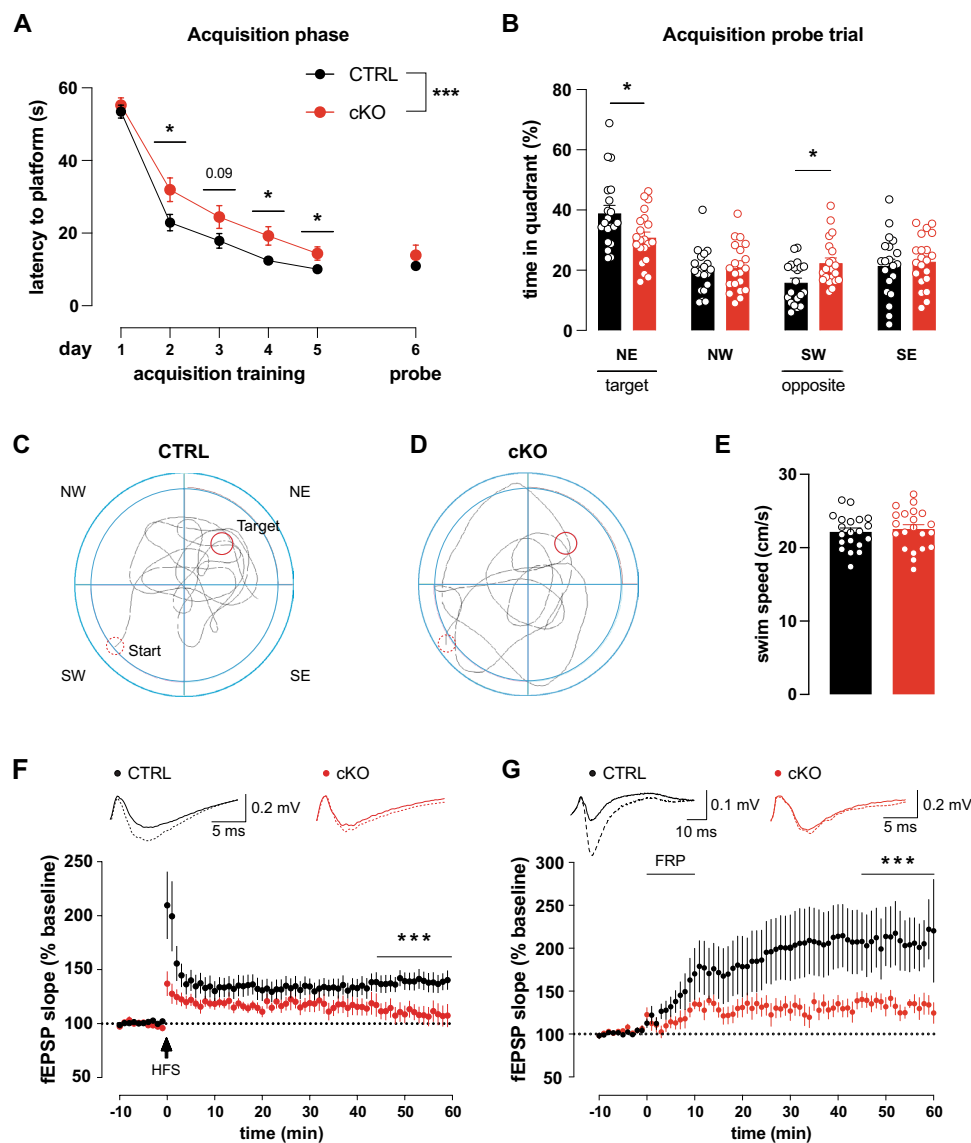 A
Acquisition phase
CTRL
cKO
***
latency to platform (s)
60
40
20
0
*
0.09
*
*
day
1 2 3 4 5 6
acquisition training probe
B
Acquisition probe trial
time in quadrant (%)
80
60
40
20
0
*
*
NE NW SW SE
target opposite
C
CTRL
NW NE
Target
Start
SW SE
D
cKO
E
swim speed (cm/s)
30
20
10
0
F
CTRL
cKO
0.2 mV
5 ms
fEPSP slope (% baseline)
250
200
150
100
50
***
HFS
-10 0 10 20 30 40 50 60
time (min)
G
CTRL
cKO
0.1 mV
10 ms
0.2 mV
5 ms
fEPSP slope (% baseline)
300
250
200
150
100
50
FRP
***
-10 0 10 20 30 40 50 60
time (min)